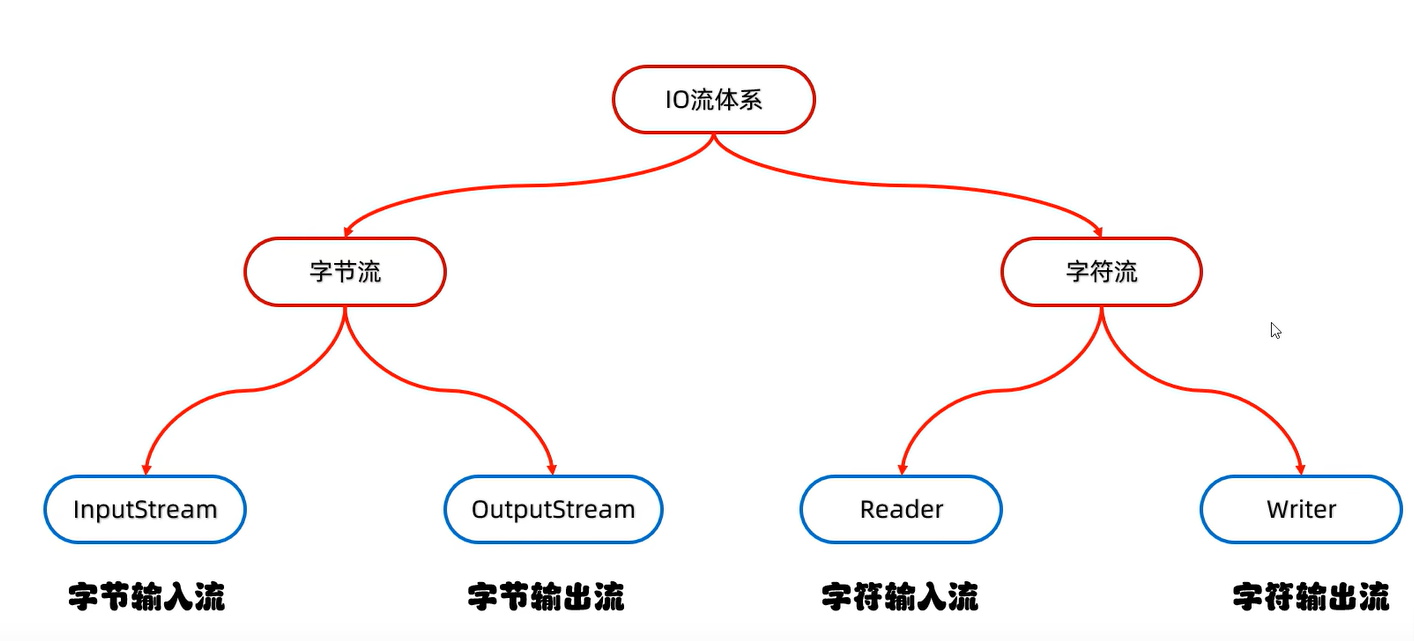 IO流体系
字节流
字符流
InputStream
OutputStream
Reader
Writer
字节输入流
字节输出流
字符输入流
字符输出流